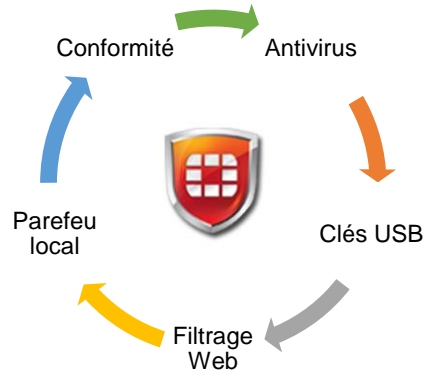 Conformité
Antivirus
Parefeu
local
Clés USB
Filtrage
Web